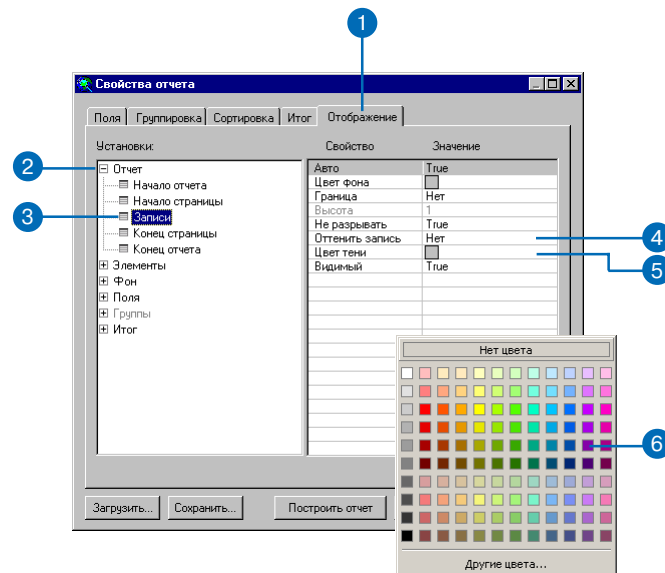 1
Свойства отчета
Поля Группировка Сортировка Итог Отображение
Установки: Свойство Значение
2
Отчет
Начало отчета
Начало страницы
3
Записи
Конец страницы
Конец отчета
Элементы
Фон
Поля
Группы
Итог
Авто True
Цвет фона
Граница Нет
Высота 1
Не разрывать True
Оттенить запись Нет
4
Цвет тени
5
Видимый True
Нет цвета
6
Другие цвета...
Загрузить... Сохранить... Построить отчет